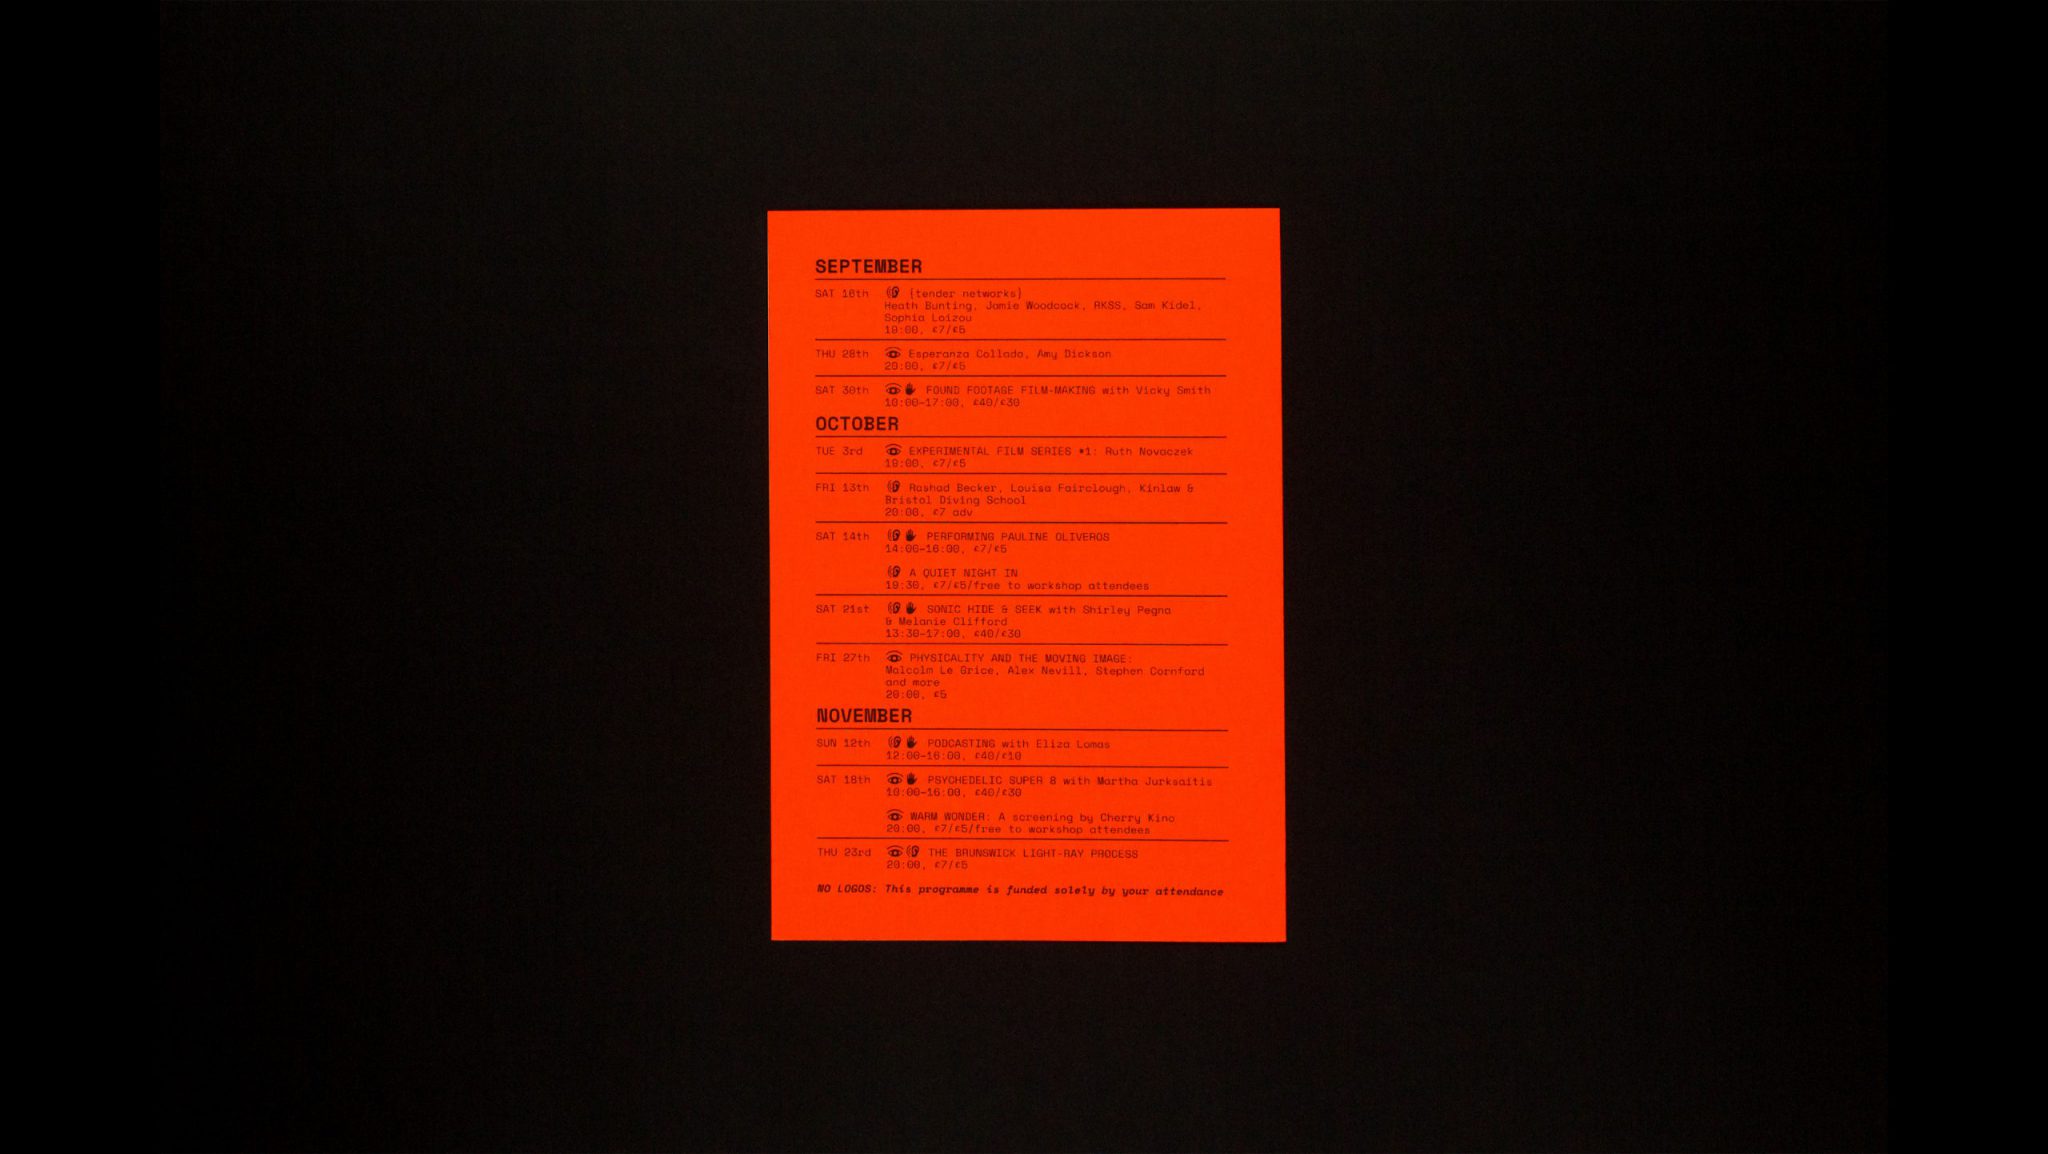 SEPTEMBER
SAT 16th {tender networks}
Heath Bunting, Jamie Woodcock, RKSS, Sam Kidel,
Sophia Loizou
19:00, £7/£5
THU 28th Esperanza Collado, Amy Dickson
20:00, £7/£5
SAT 30th FOUND FOOTAGE FILM-MAKING with Vicky Smith
10:00–17:00, £40/£30
OCTOBER
TUE 3rd EXPERIMENTAL FILM SERIES #1: Ruth Novaczek
19:00, £7/£5
FRI 13th Rashad Becker, Louisa Fairclough, Kinlaw &
Bristol Diving School
20:00, £7 adv
SAT 14th PERFORMING PAULINE OLIVEROS
14:00–16:00, £7/£5
A QUIET NIGHT IN
19:30, £7/£5/free to workshop attendees
SAT 21st SONIC HIDE & SEEK with Shirley Pegna
& Melanie Clifford
13:30–17:00, £40/£30
FRI 27th PHYSICALITY AND THE MOVING IMAGE:
Malcolm Le Grice, Alex Nevill, Stephen Cornford
and more
20:00, £5
NOVEMBER
SUN 12th PODCASTING with Eliza Lomas
12:00–16:00, £40/£10
SAT 18th PSYCHEDELIC SUPER 8 with Martha Jurksaitis
10:00–16:00, £40/£30
WARM WONDER: A screening by Cherry Kino
20:00, £7/£5/free to workshop attendees
THU 23rd THE BRUNSWICK LIGHT-RAY PROCESS
20:00, £7/£5
NO LOGOS: This programme is funded solely by your attendance